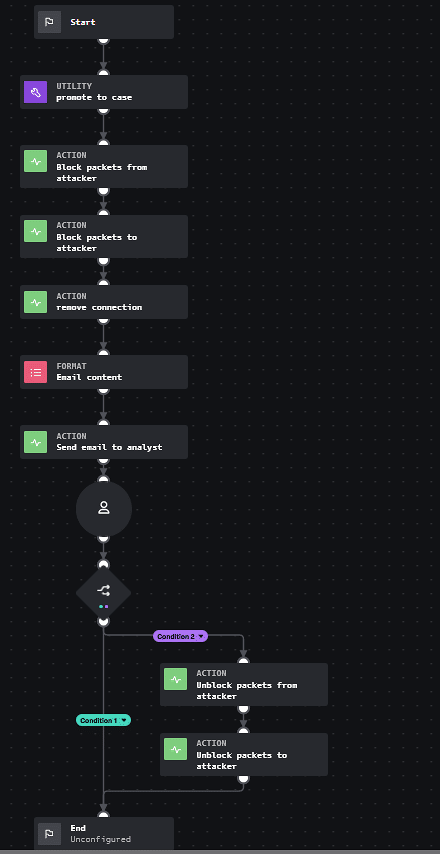 Start
UTILITY
promote to case
ACTION
Block packets from
attacker
ACTION
Block packets to
attacker
ACTION
remove connection
FORMAT
Email content
ACTION
Send email to analyst
Condition 2
ACTION
Unblock packets from
attacker
Condition 1
ACTION
Unblock packets to
attacker
End
Unconfigured